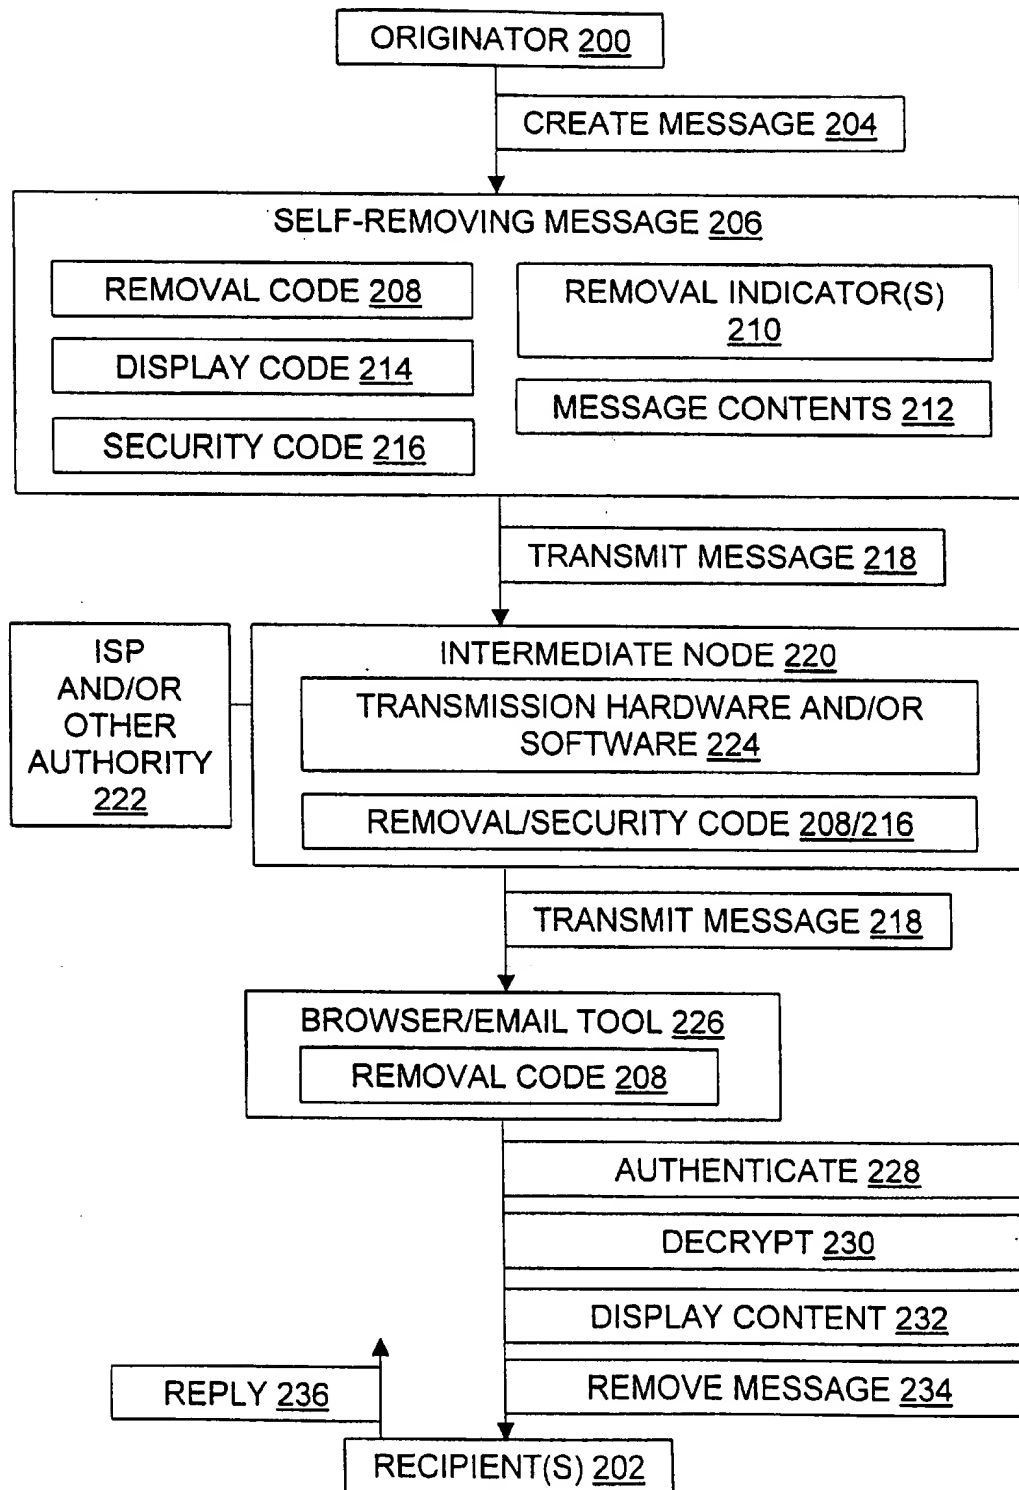 ORIGINATOR 200
CREATE MESSAGE 204
SELF-REMOVING MESSAGE 206
REMOVAL CODE 208
REMOVAL INDICATOR(S)
210
DISPLAY CODE 214
MESSAGE CONTENTS 212
SECURITY CODE 216
TRANSMIT MESSAGE 218
ISP
AND/OR
OTHER
AUTHORITY
222
INTERMEDIATE NODE 220
TRANSMISSION HARDWARE AND/OR
SOFTWARE 224
REMOVAL/SECURITY CODE 208/216
TRANSMIT MESSAGE 218
BROWSER/EMAIL TOOL 226
REMOVAL CODE 208
AUTHENTICATE 228
DECRYPT 230
DISPLAY CONTENT 232
REMOVE MESSAGE 234
REPLY 236
RECIPIENT(S) 202